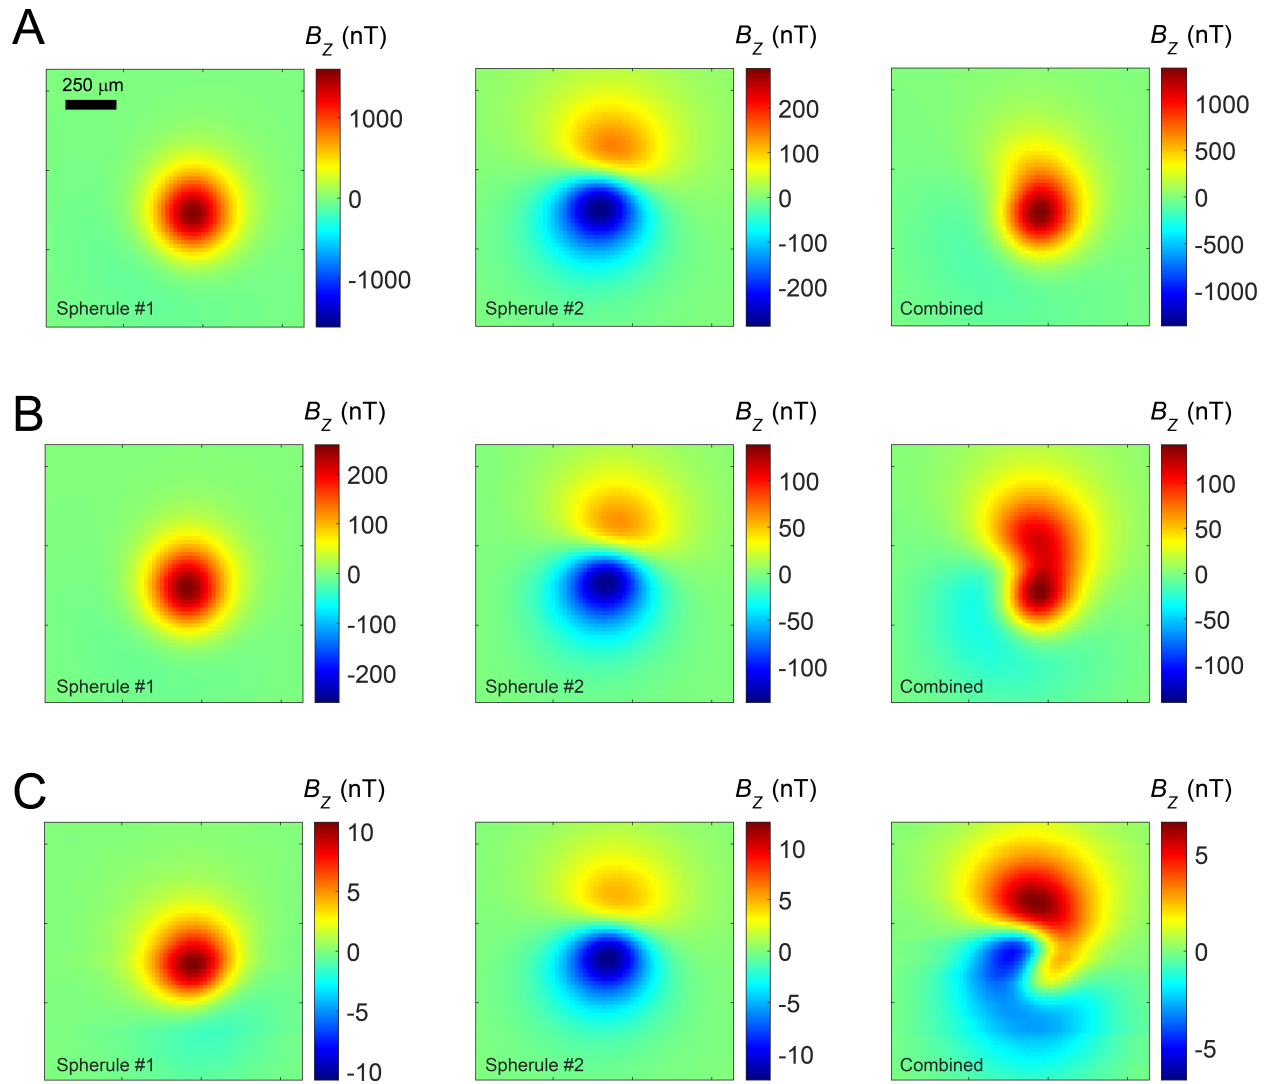 A
B_Z (nT)
B_Z (nT)
B_Z (nT)
250 µm
1000
0
-1000
Spherule #1
200
100
0
-100
-200
Spherule #2
1000
500
0
-500
-1000
Combined
B
B_Z (nT)
B_Z (nT)
B_Z (nT)
200
100
0
-100
-200
Spherule #1
100
50
0
-50
-100
Spherule #2
100
50
0
-50
-100
Combined
C
B_Z (nT)
B_Z (nT)
B_Z (nT)
10
5
0
-5
-10
Spherule #1
10
5
0
-5
-10
Spherule #2
5
0
-5
Combined